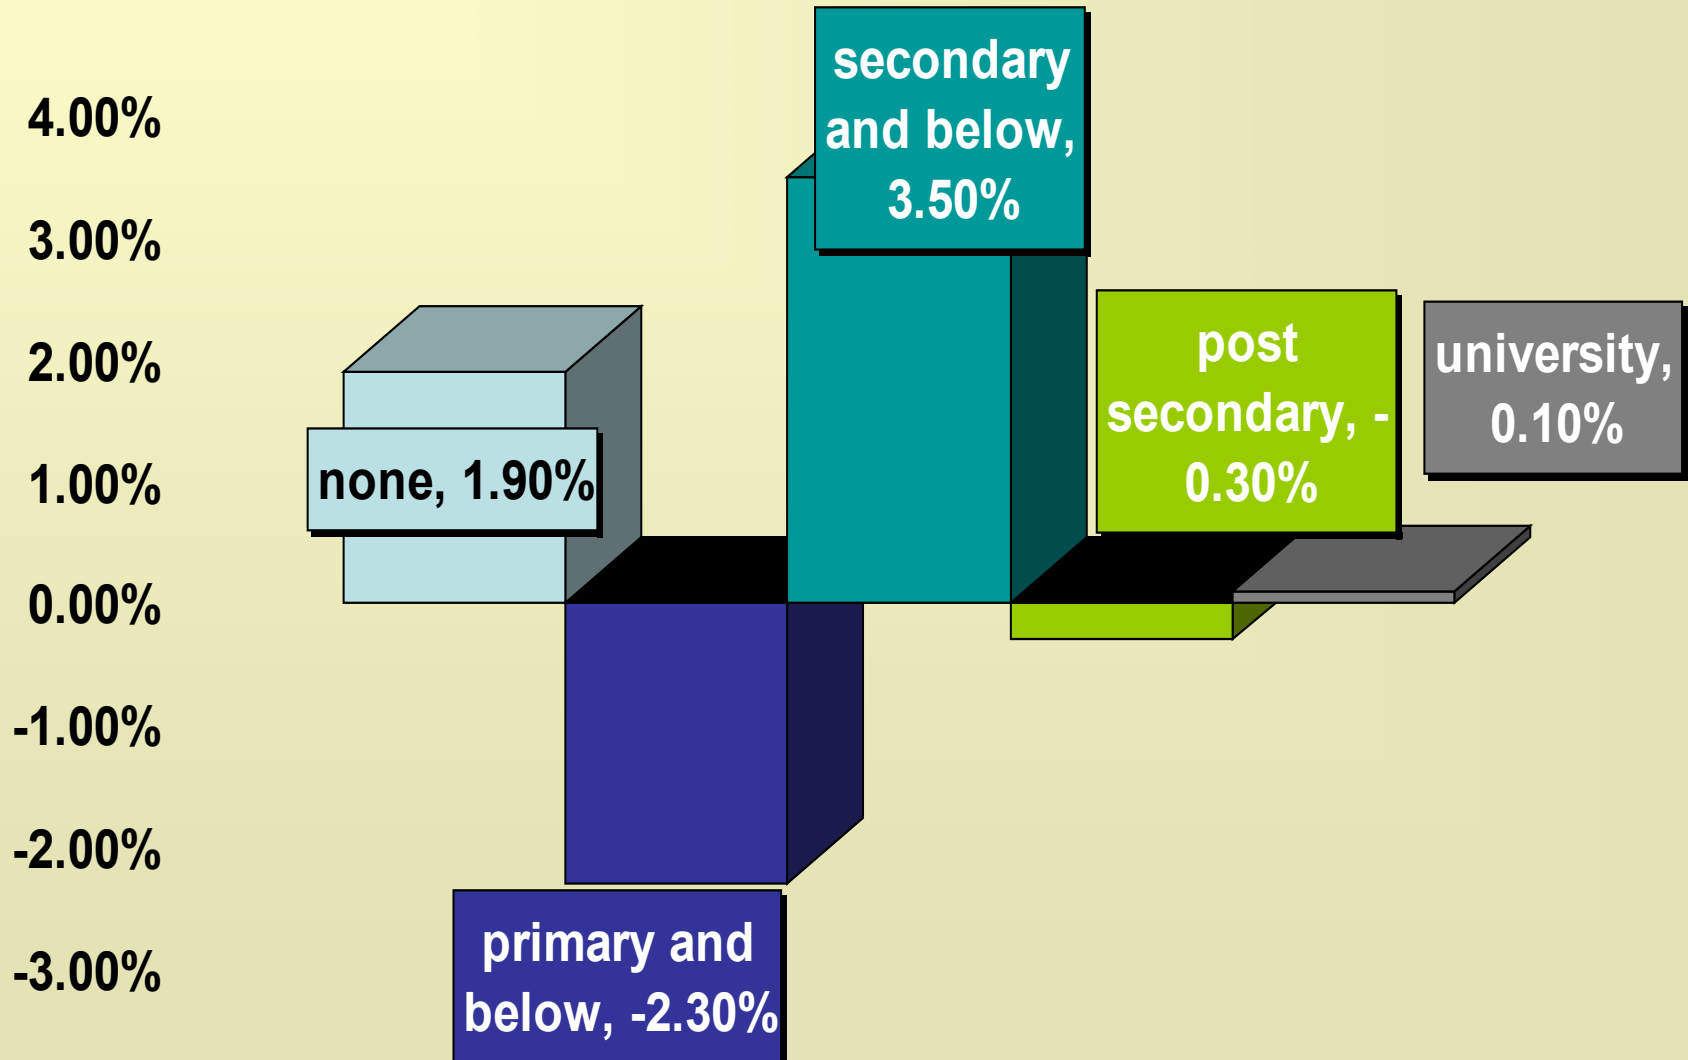 4.00%
3.00%
2.00%
1.00%
0.00%
-1.00%
-2.00%
-3.00%
none, 1.90%
primary and
below, -2.30%
secondary
and below,
3.50%
post
secondary, -
0.30%
university,
0.10%